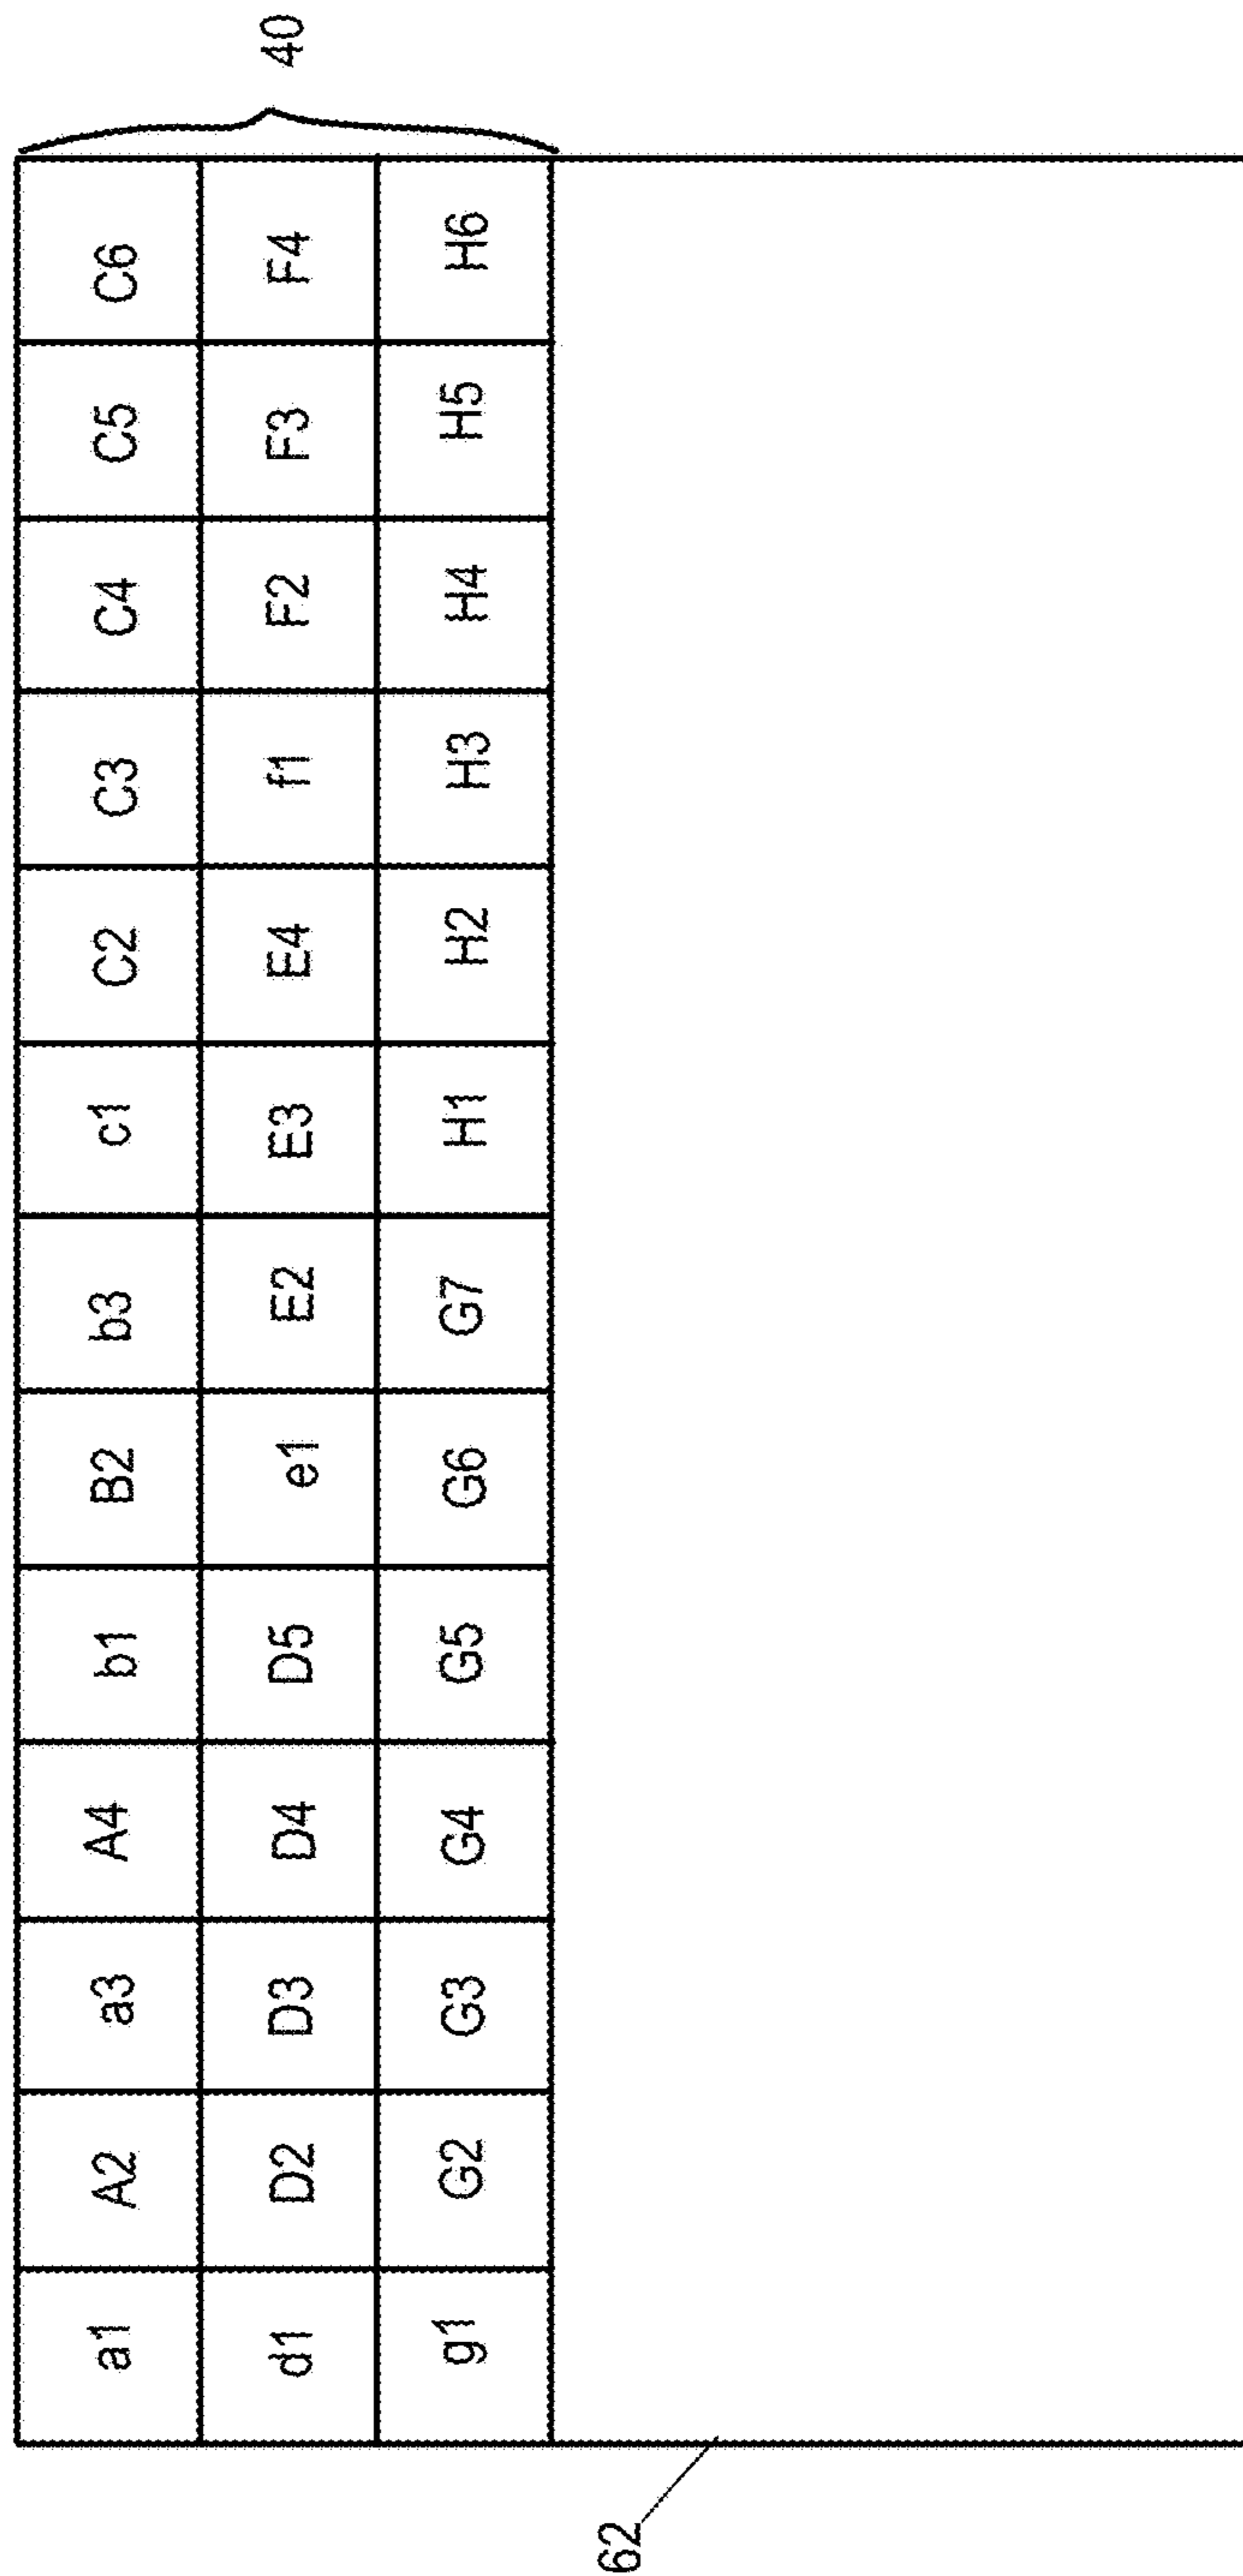 a1 A2 a3 A4 b1 B2 b3 c1 C2 C3 C4 C5 C6
d1 D2 D3 D4 D5 e1 E2 E3 E4 f1 F2 F3 F4
g1 G2 G3 G4 G5 G6 G7 H1 H2 H3 H4 H5 H6
40
62